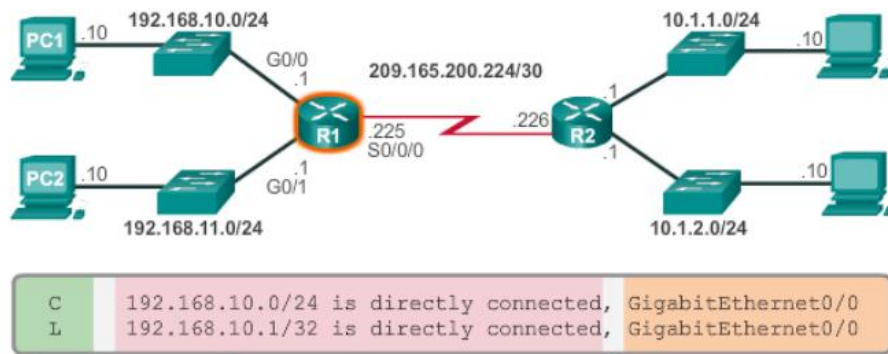 192.168.10.0/24
10.1.1.0/24
PC1
.10
.10
G0/0
.1
209.165.200.224/30
.1
R1
.225
S0/0/0
.226
R2
.1
.1
G0/1
PC2
.10
.10
192.168.11.0/24
10.1.2.0/24
C 192.168.10.0/24 is directly connected, GigabitEthernet0/0
L 192.168.10.1/32 is directly connected, GigabitEthernet0/0